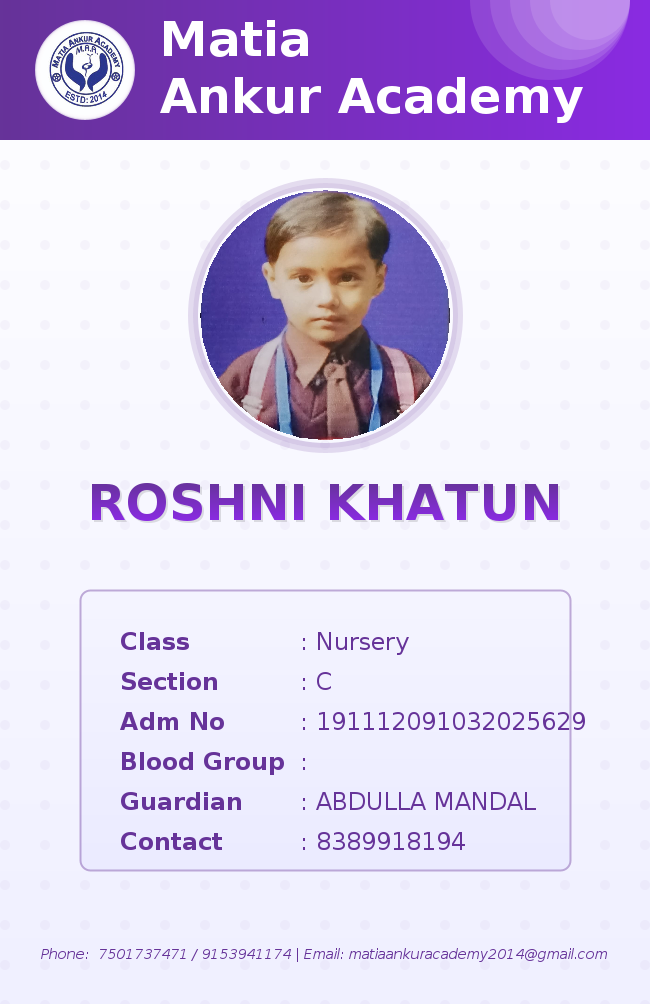 Matia
Ankur Academy
MATIA ANKUR ACADEMY
M.A.A.
ESTD: 2014
ROSHNI KHATUN
Class : Nursery
Section : C
Adm No : 191112091032025629
Blood Group :
Guardian : ABDULLA MANDAL
Contact : 8389918194
Phone: 7501737471 / 9153941174 | Email: matiaankuracademy2014@gmail.com